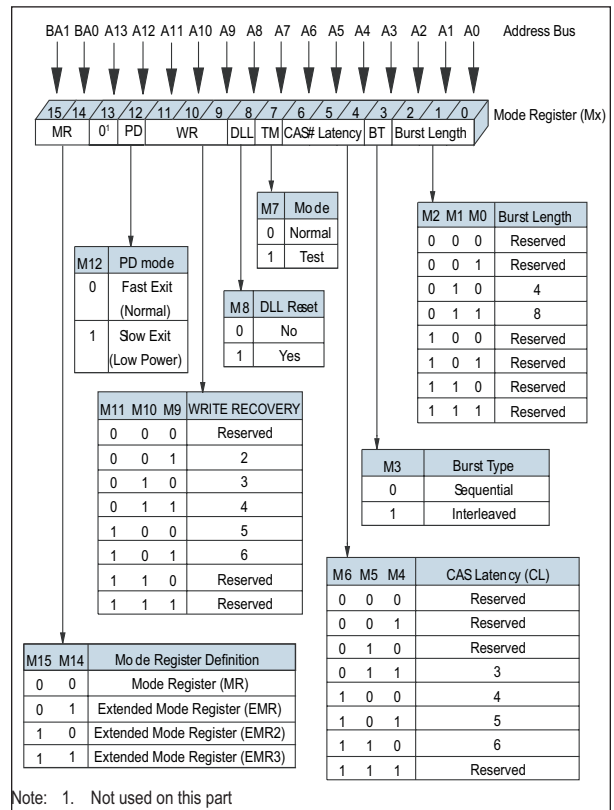 BA1 BA0 A13 A12 A11 A10 A9 A8 A7 A6 A5 A4 A3 A2 A1 A0 Address Bus
15 14 13 12 11 10 9 8 7 6 5 4 3 2 1 0 Mode Register (Mx)
MR 0¹ PD WR DLL TM CAS# Latency BT Burst Length
M7 Mode
0 Normal
1 Test
M2 M1 M0 Burst Length
0 0 0 Reserved
0 0 1 Reserved
0 1 0 4
0 1 1 8
1 0 0 Reserved
1 0 1 Reserved
1 1 0 Reserved
1 1 1 Reserved
M12 PD mode
0 Fast Exit
(Normal)
1 Slow Exit
(Low Power)
M8 DLL Reset
0 No
1 Yes
M11 M10 M9 WRITE RECOVERY
0 0 0 Reserved
0 0 1 2
0 1 0 3
0 1 1 4
1 0 0 5
1 0 1 6
1 1 0 Reserved
1 1 1 Reserved
M3 Burst Type
0 Sequential
1 Interleaved
M6 M5 M4 CAS Latency (CL)
0 0 0 Reserved
0 0 1 Reserved
0 1 0 Reserved
0 1 1 3
1 0 0 4
1 0 1 5
1 1 0 6
1 1 1 Reserved
M15 M14 Mode Register Definition
0 0 Mode Register (MR)
0 1 Extended Mode Register (EMR)
1 0 Extended Mode Register (EMR2)
1 1 Extended Mode Register (EMR3)
Note: 1. Not used on this part